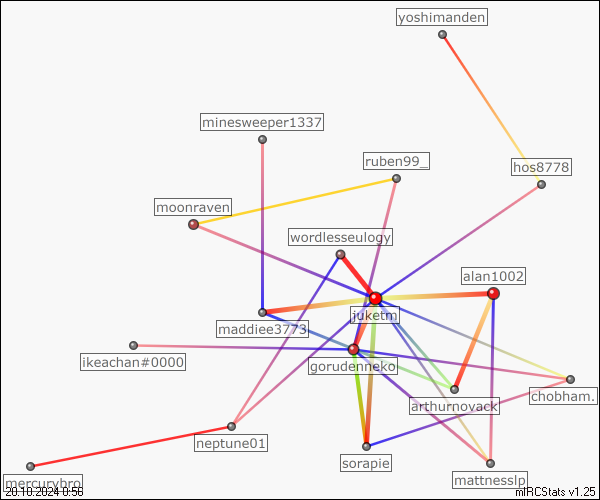 yoshimanden
minesweeper1337
ruben99_
hos8778
moonraven
wordlesseulogy
alan1002
juketm
maddiee3773
ikeachan#0000
gorudenneko
chobham.
arthurnovack
neptune01
sorapie
mattnesslp
mercurybro
20.10.2024 0:56
mIRCStats v1.25